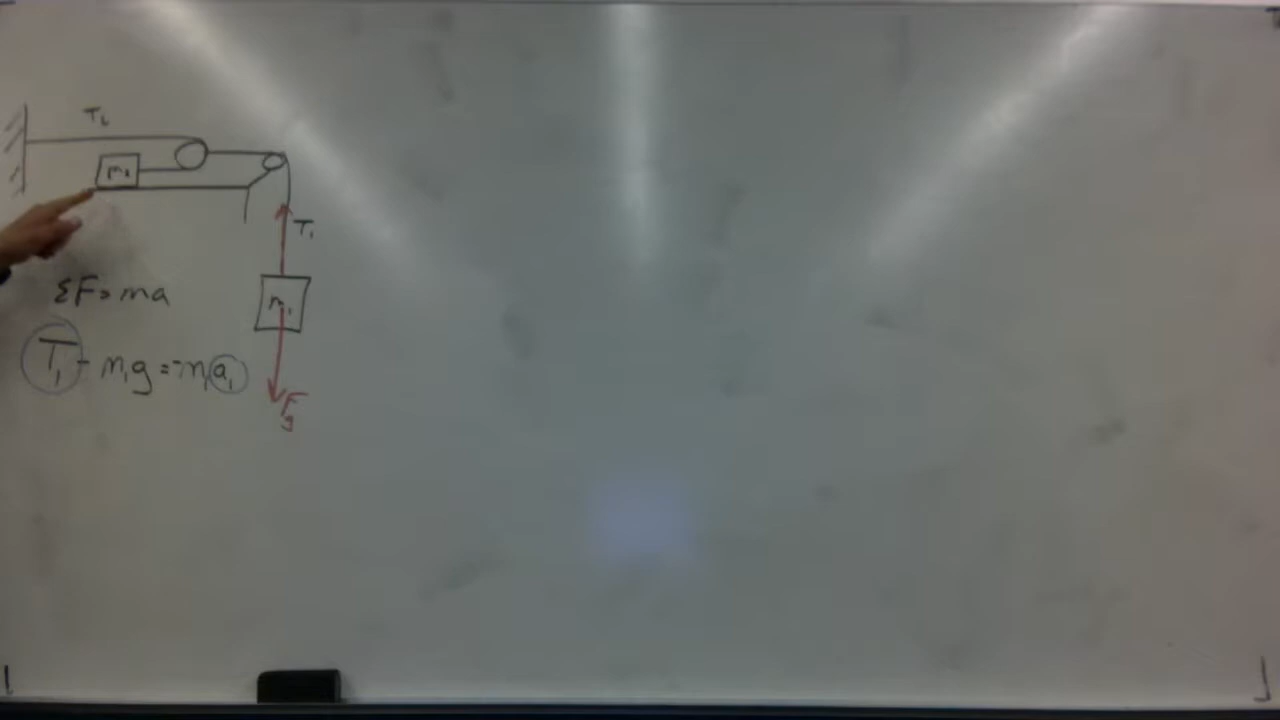 T₂
m₂
T₁
m₁
ΣF=ma
T₁-m₁g=-m₁a₁
Fg